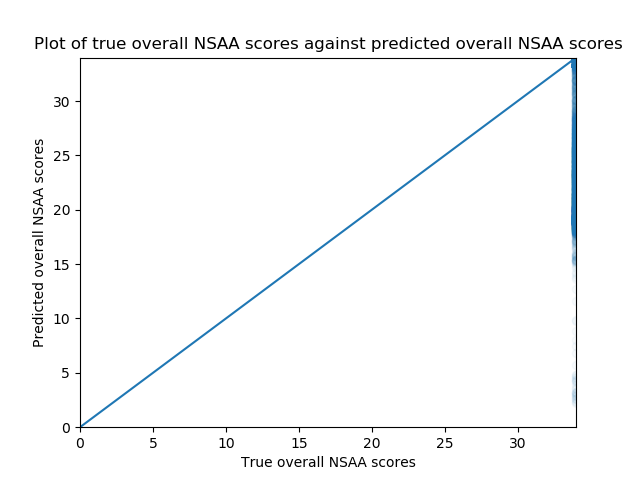 Plot of true overall NSAA scores against predicted overall NSAA scores
Predicted overall NSAA scores
30
25
20
15
10
5
0
0 5 10 15 20 25 30
True overall NSAA scores